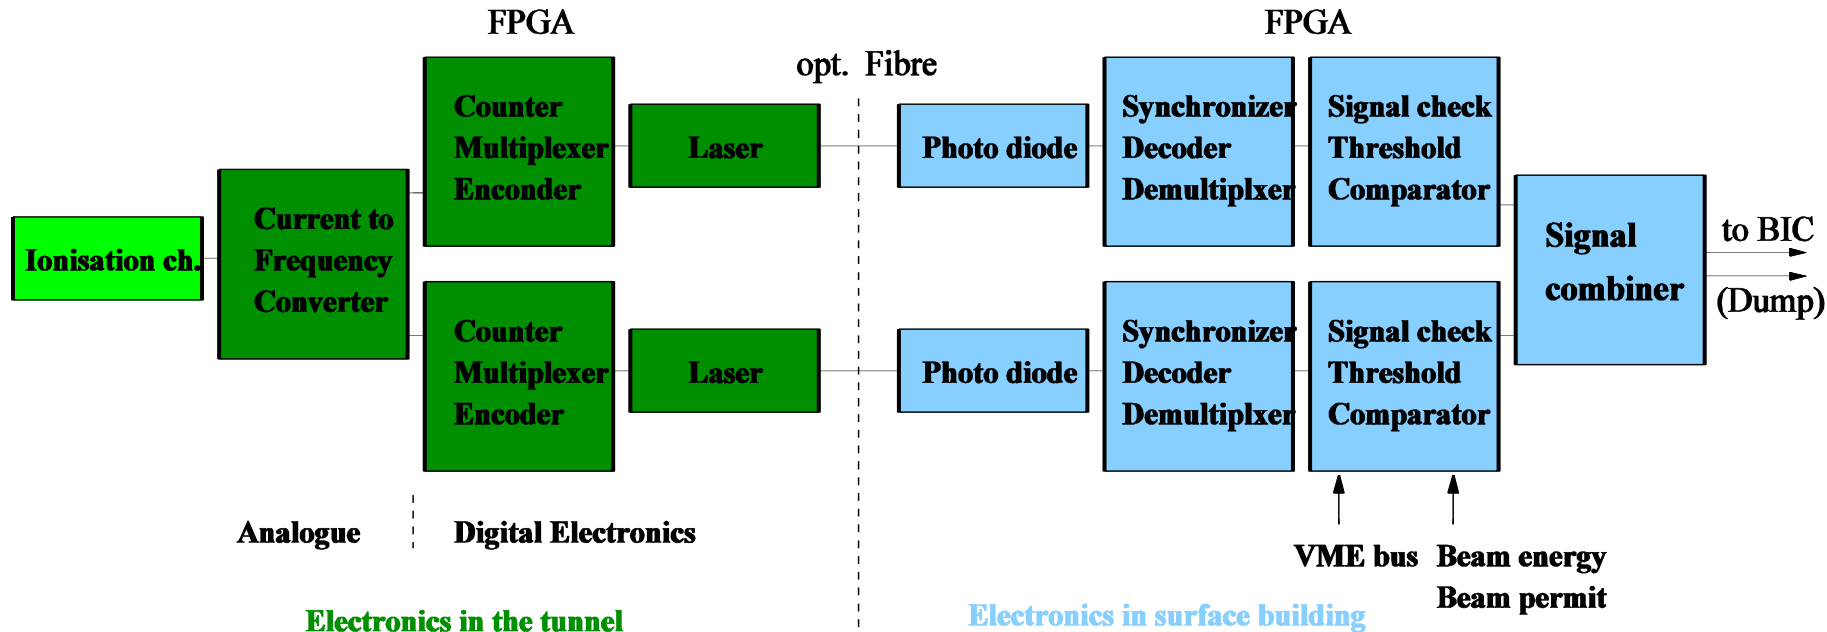 FPGA
FPGA
opt. Fibre
Counter
Multiplexer
Enconder
Laser
Photo diode
Synchronizer
Decoder
Demultiplxer
Signal check
Threshold
Comparator
Ionisation ch.
Current to
Frequency
Converter
Signal
combiner
to BIC
(Dump)
Counter
Multiplexer
Encoder
Laser
Photo diode
Synchronizer
Decoder
Demultiplxer
Signal check
Threshold
Comparator
Analogue
Digital Electronics
VME bus
Beam energy
Beam permit
Electronics in the tunnel
Electronics in surface building